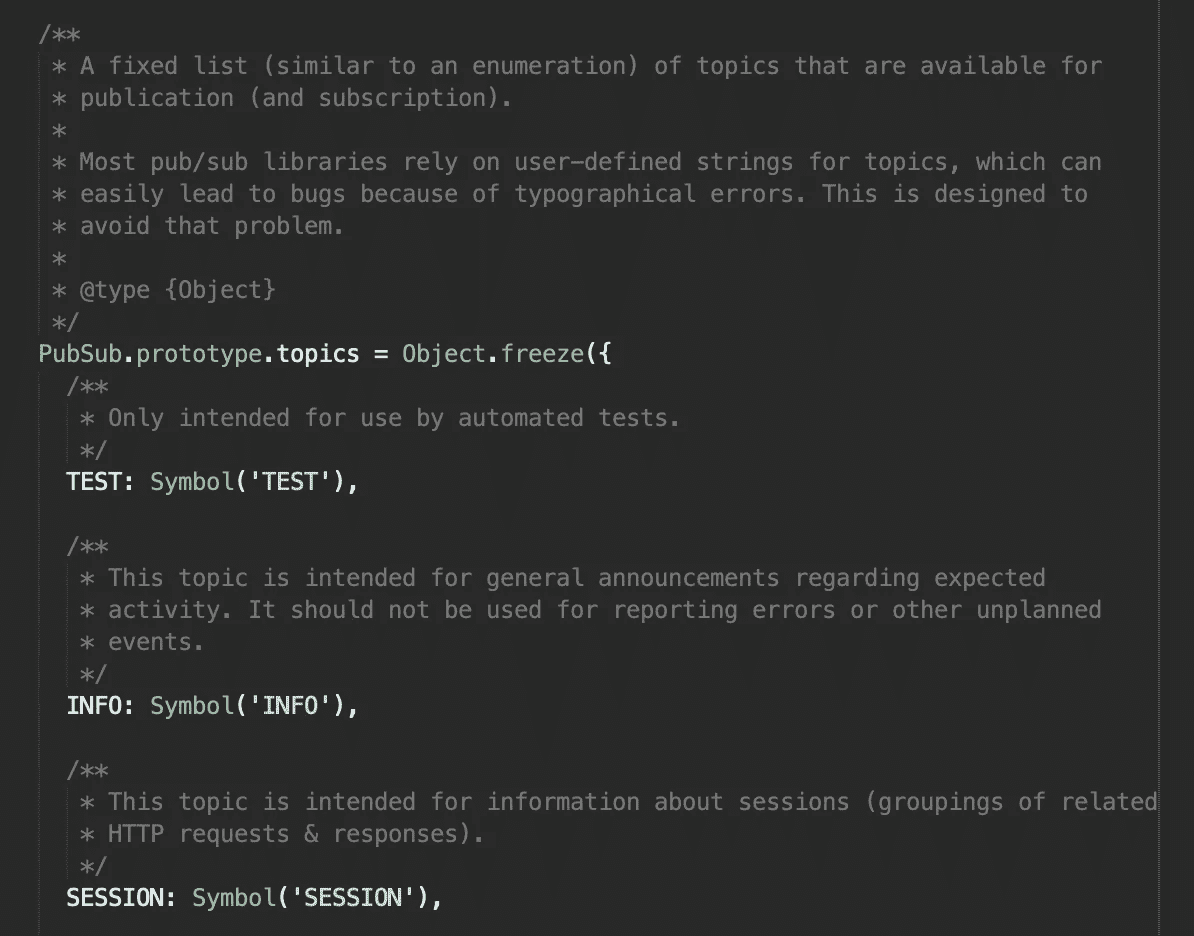 /**
 * A fixed list (similar to an enumeration) of topics that are available for
 * publication (and subscription).
 *
 * Most pub/sub libraries rely on user-defined strings for topics, which can
 * easily lead to bugs because of typographical errors. This is designed to
 * avoid that problem.
 *
 * @type {Object}
 */
PubSub.prototype.topics = Object.freeze({
  /**
   * Only intended for use by automated tests.
   */
  TEST: Symbol('TEST'),

  /**
   * This topic is intended for general announcements regarding expected
   * activity. It should not be used for reporting errors or other unplanned
   * events.
   */
  INFO: Symbol('INFO'),

  /**
   * This topic is intended for information about sessions (groupings of related
   * HTTP requests & responses).
   */
  SESSION: Symbol('SESSION'),